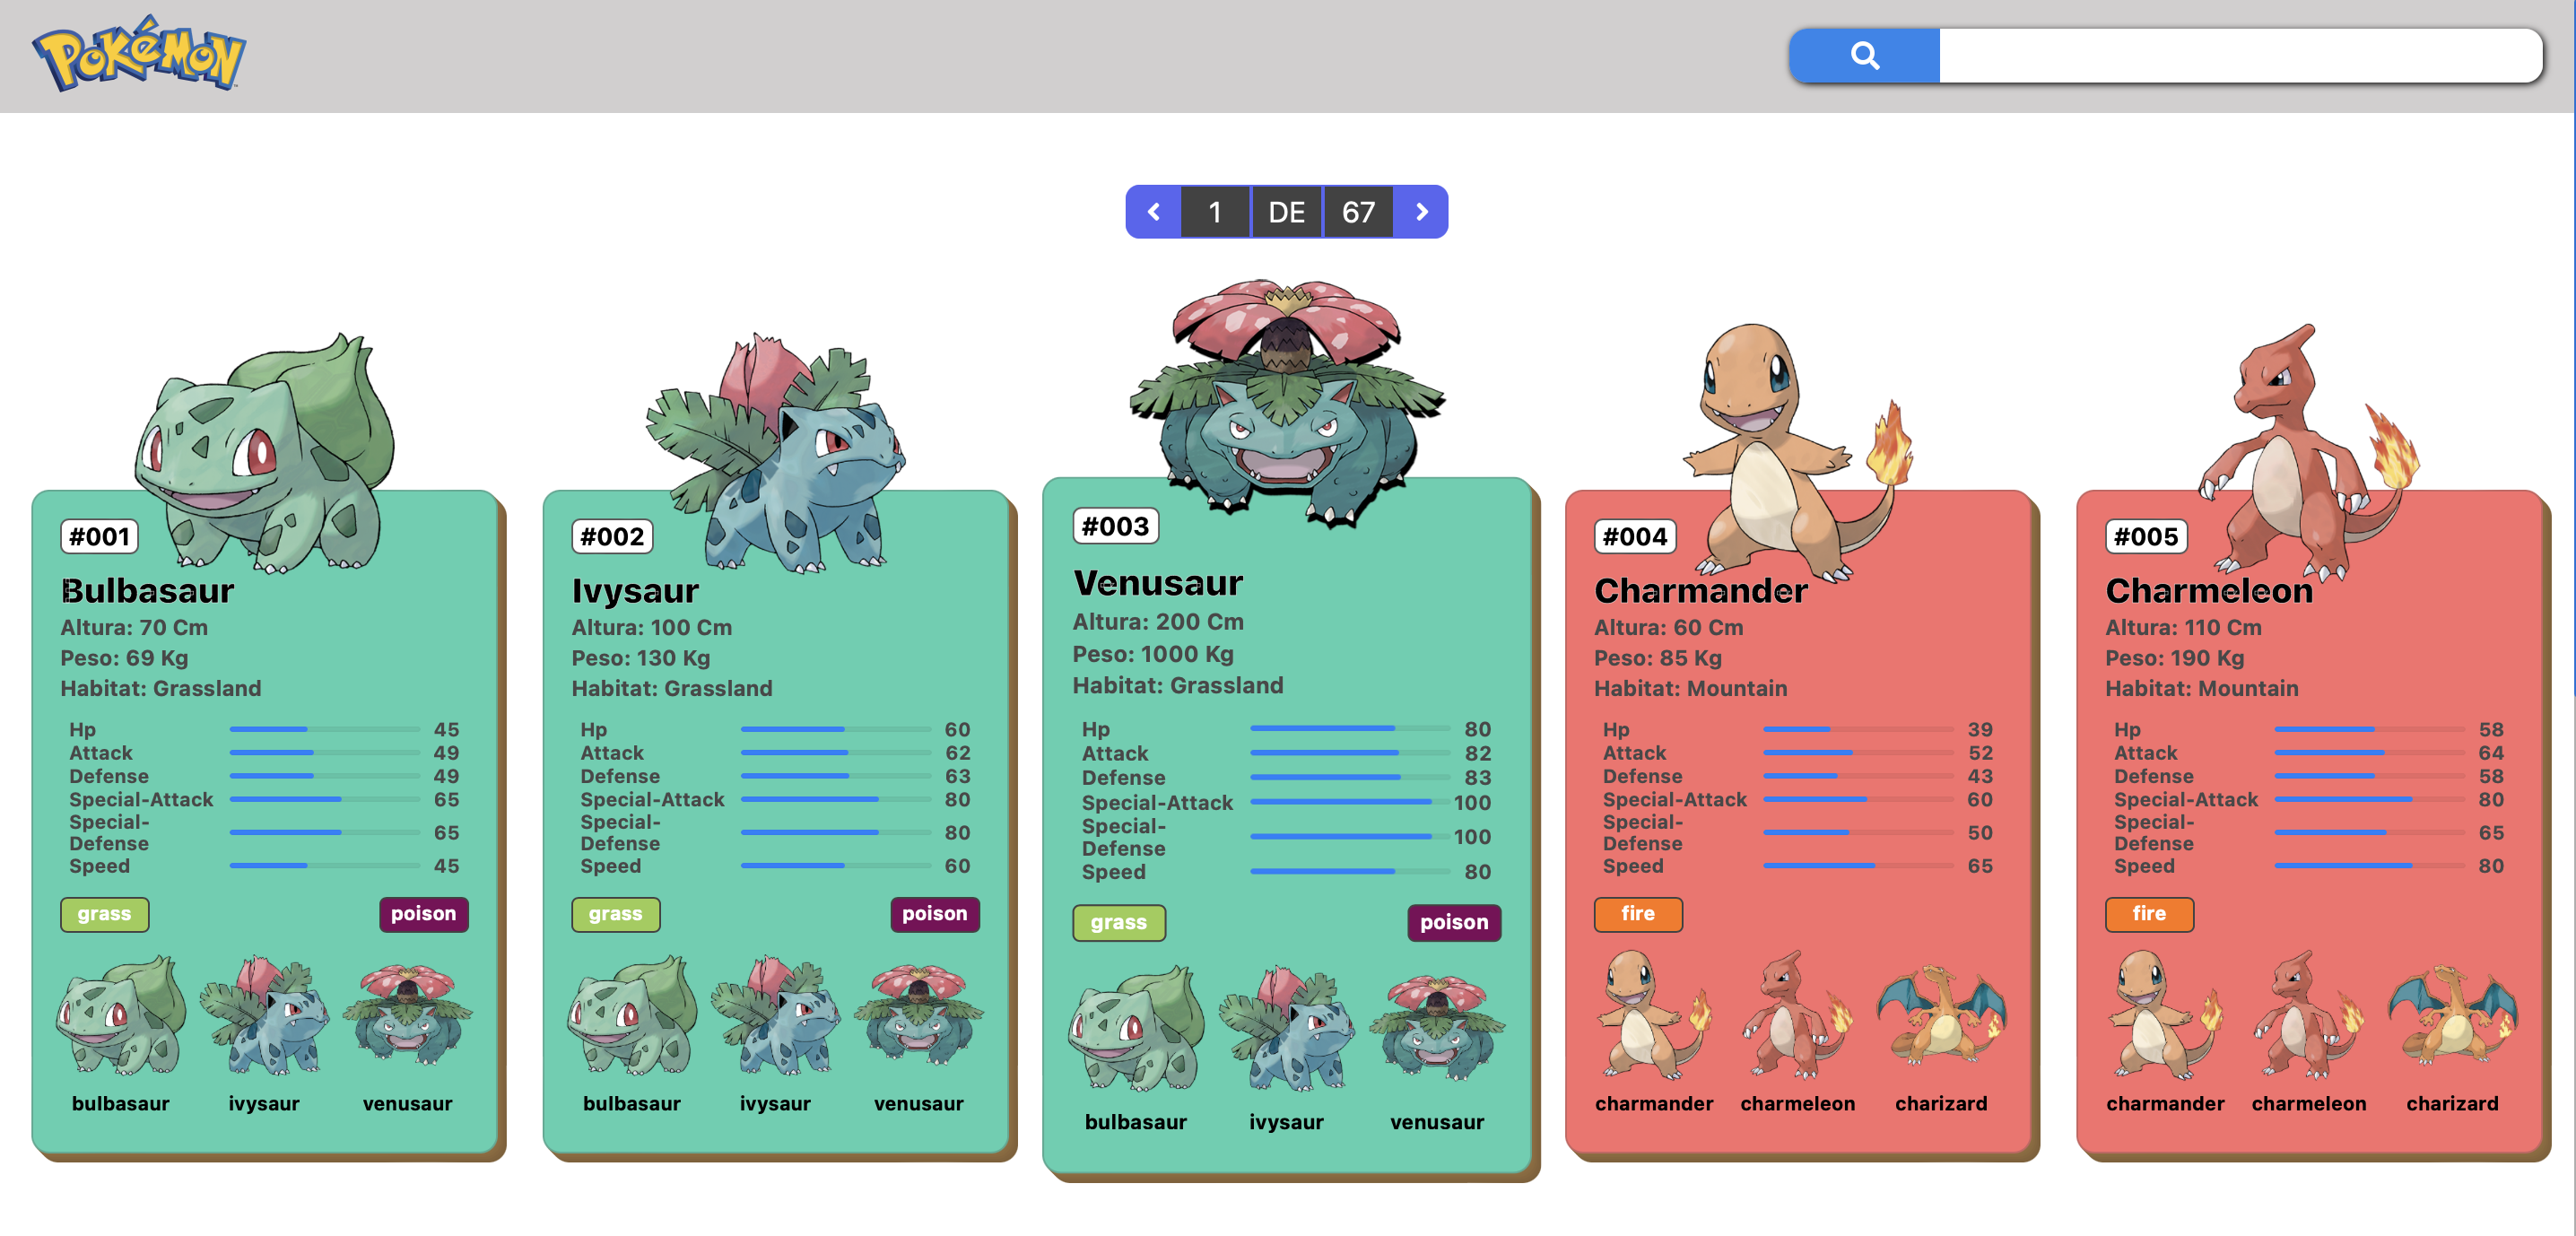 POKéMON
1 DE 67
#001
Bulbasaur
Altura: 70 Cm
Peso: 69 Kg
Habitat: Grassland
Hp 45
Attack 49
Defense 49
Special-Attack 65
Special-
Defense 65
Speed 45
grass poison
bulbasaur ivysaur venusaur
#002
Ivysaur
Altura: 100 Cm
Peso: 130 Kg
Habitat: Grassland
Hp 60
Attack 62
Defense 63
Special-Attack 80
Special-
Defense 80
Speed 60
grass poison
bulbasaur ivysaur venusaur
#003
Venusaur
Altura: 200 Cm
Peso: 1000 Kg
Habitat: Grassland
Hp 80
Attack 82
Defense 83
Special-Attack 100
Special-
Defense 100
Speed 80
grass poison
bulbasaur ivysaur venusaur
#004
Charmander
Altura: 60 Cm
Peso: 85 Kg
Habitat: Mountain
Hp 39
Attack 52
Defense 43
Special-Attack 60
Special-
Defense 50
Speed 65
fire
charmander charmeleon charizard
#005
Charmeleon
Altura: 110 Cm
Peso: 190 Kg
Habitat: Mountain
Hp 58
Attack 64
Defense 58
Special-Attack 80
Special-
Defense 65
Speed 80
fire
charmander charmeleon charizard